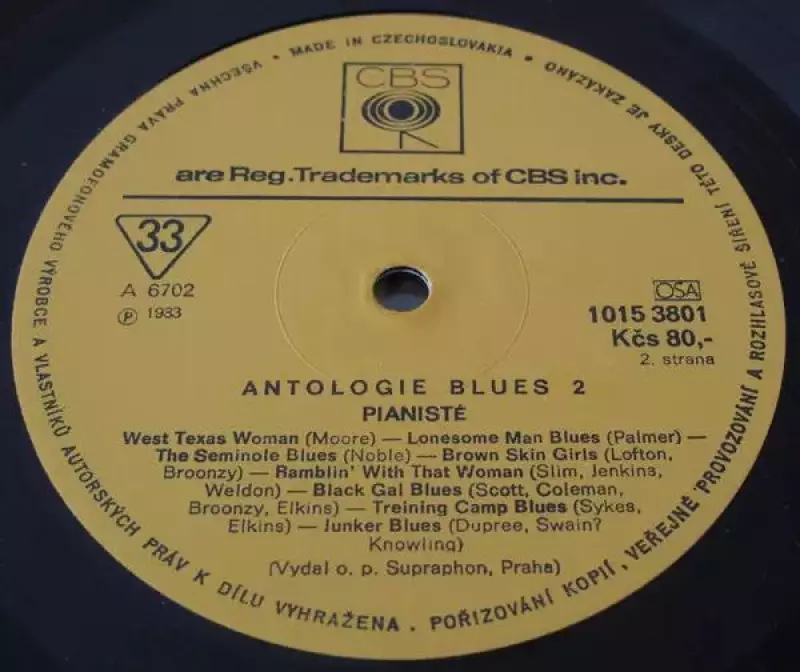 VŠECHNA PRÁVA GRAMOFONOVÉHO VÝROBCE A VLASTNÍKŮ AUTORSKÝCH PRÁV K DÍLU VYHRAŽENA . POŘIZOVÁNÍ KOPIÍ, VEŘEJNÉ PROVOZOVÁNÍ A ROZHLASOVÉ ŠÍŘENÍ TÉTO DESKY JE ZAKÁZÁNO
• MADE IN CZECHOSLOVAKIA •
CBS
are Reg.Trademarks of CBS inc.
33
A 6702
Ⓟ 1983
OSA
1015 3801
Kčs 80,-
2. strana
ANTOLOGIE BLUES 2
PIANISTÉ
West Texas Woman (Moore) — Lonesome Man Blues (Palmer) —
The Seminole Blues (Noble) — Brown Skin Girls (Lofton,
Broonzy) — Ramblin' With That Woman (Slim, Jenkins,
Weldon) — Black Gal Blues (Scott, Coleman,
Broonzy, Elkins) — Treining Camp Blues (Sykes,
Elkins) — Junker Blues (Dupree, Swain?
Knowling)
(Vydal o. p. Supraphon, Praha)